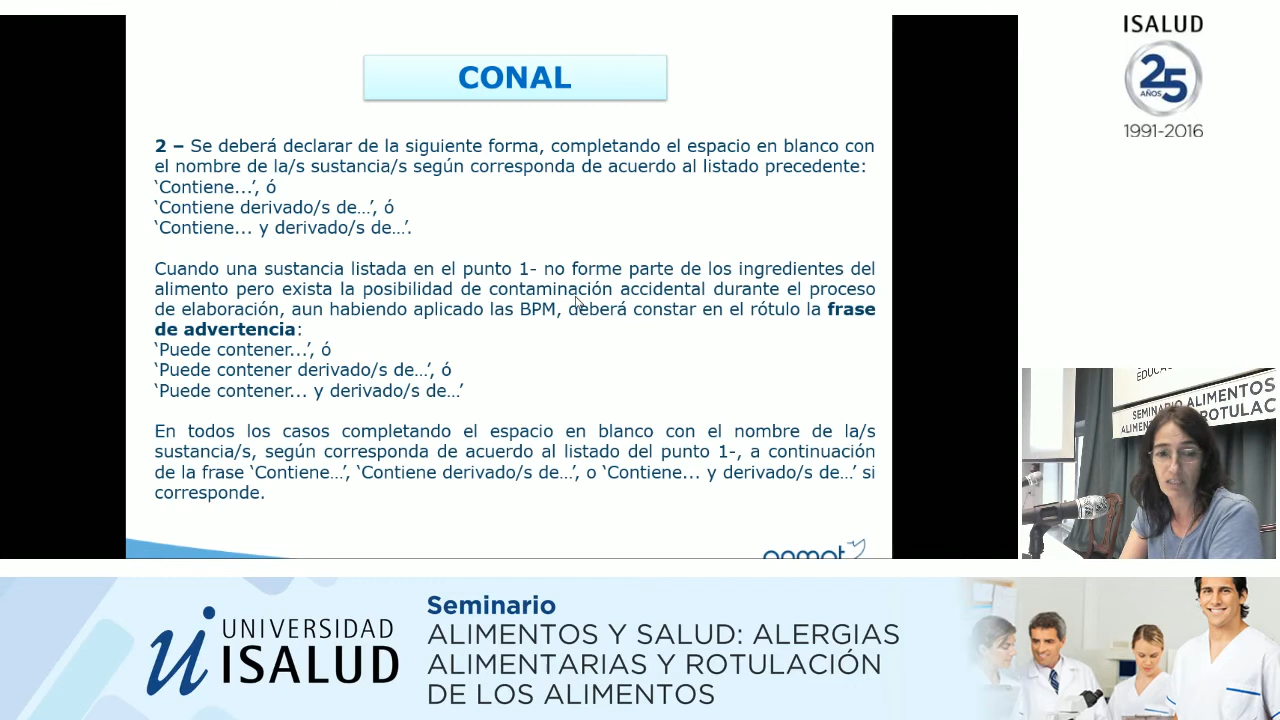 ISALUD
25
AÑOS
1991-2016
CONAL
2 – Se deberá declarar de la siguiente forma, completando el espacio en blanco con
el nombre de la/s sustancia/s según corresponda de acuerdo al listado precedente:
‘Contiene...’, ó
‘Contiene derivado/s de…’, ó
‘Contiene... y derivado/s de…’.
Cuando una sustancia listada en el punto 1- no forme parte de los ingredientes del
alimento pero exista la posibilidad de contaminación accidental durante el proceso
de elaboración, aun habiendo aplicado las BPM, deberá constar en el rótulo la frase
de advertencia:
‘Puede contener...’, ó
‘Puede contener derivado/s de…’, ó
‘Puede contener... y derivado/s de…’
En todos los casos completando el espacio en blanco con el nombre de la/s
sustancia/s, según corresponda de acuerdo al listado del punto 1-, a continuación
de la frase ‘Contiene…’, ‘Contiene derivado/s de…’, o ‘Contiene... y derivado/s de…’ si
corresponde.
anmat
SEMINARIO ALIMENTOS
UNIVERSIDAD
ISALUD
Seminario
ALIMENTOS Y SALUD: ALERGIAS
ALIMENTARIAS Y ROTULACIÓN
DE LOS ALIMENTOS